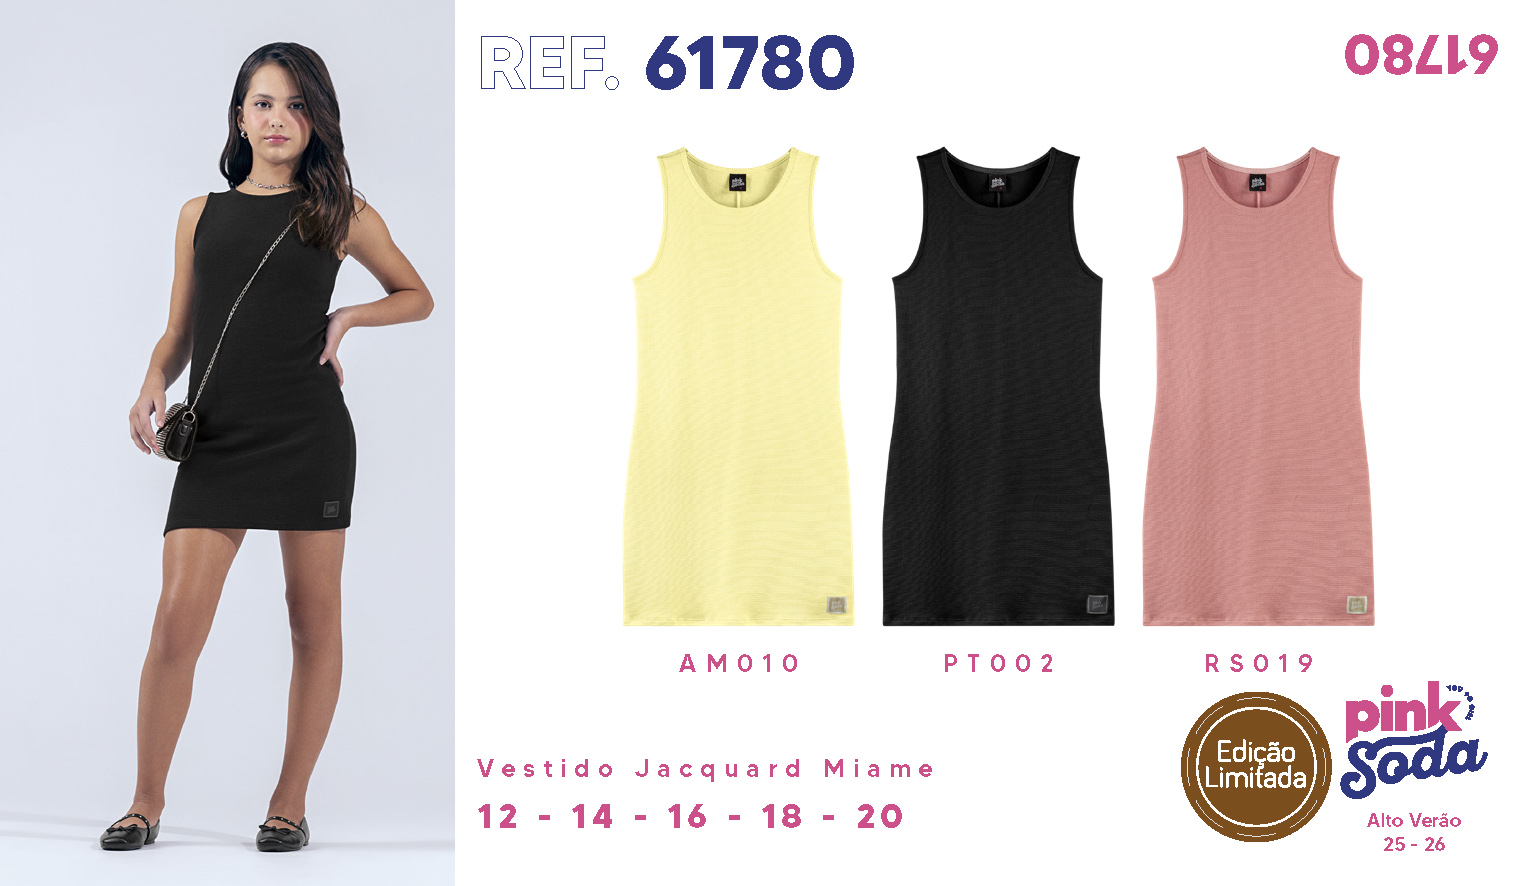 REF. 61780
61780
pink
AM010
PT002
RS019
Edição
Limitada
pink
soda
Vestido Jacquard Miame
12 - 14 - 16 - 18 - 20
Alto Verão
25 - 26